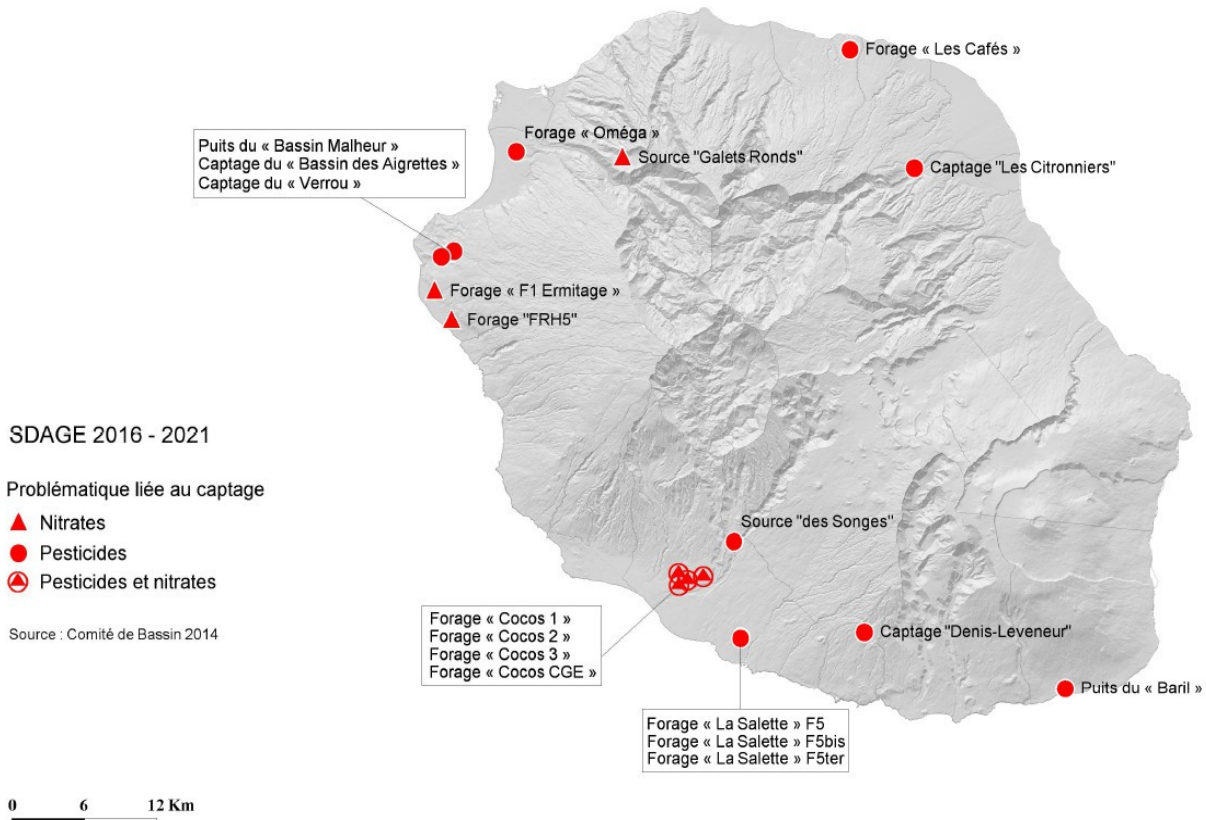 Forage « Les Cafés »
Forage « Oméga »
Puits du « Bassin Malheur »
Captage du « Bassin des Aigrettes »
Captage du « Verrou »
Source "Galets Ronds"
Captage "Les Citronniers"
Forage « F1 Ermitage »
Forage "FRH5"
SDAGE 2016 - 2021
Problématique liée au captage
Nitrates
Pesticides
Pesticides et nitrates
Source : Comité de Bassin 2014
Source "des Songes"
Forage « Cocos 1 »
Forage « Cocos 2 »
Forage « Cocos 3 »
Forage « Cocos CGE »
Captage "Denis-Leveneur"
Puits du « Baril »
Forage « La Salette » F5
Forage « La Salette » F5bis
Forage « La Salette » F5ter
0 6 12 Km